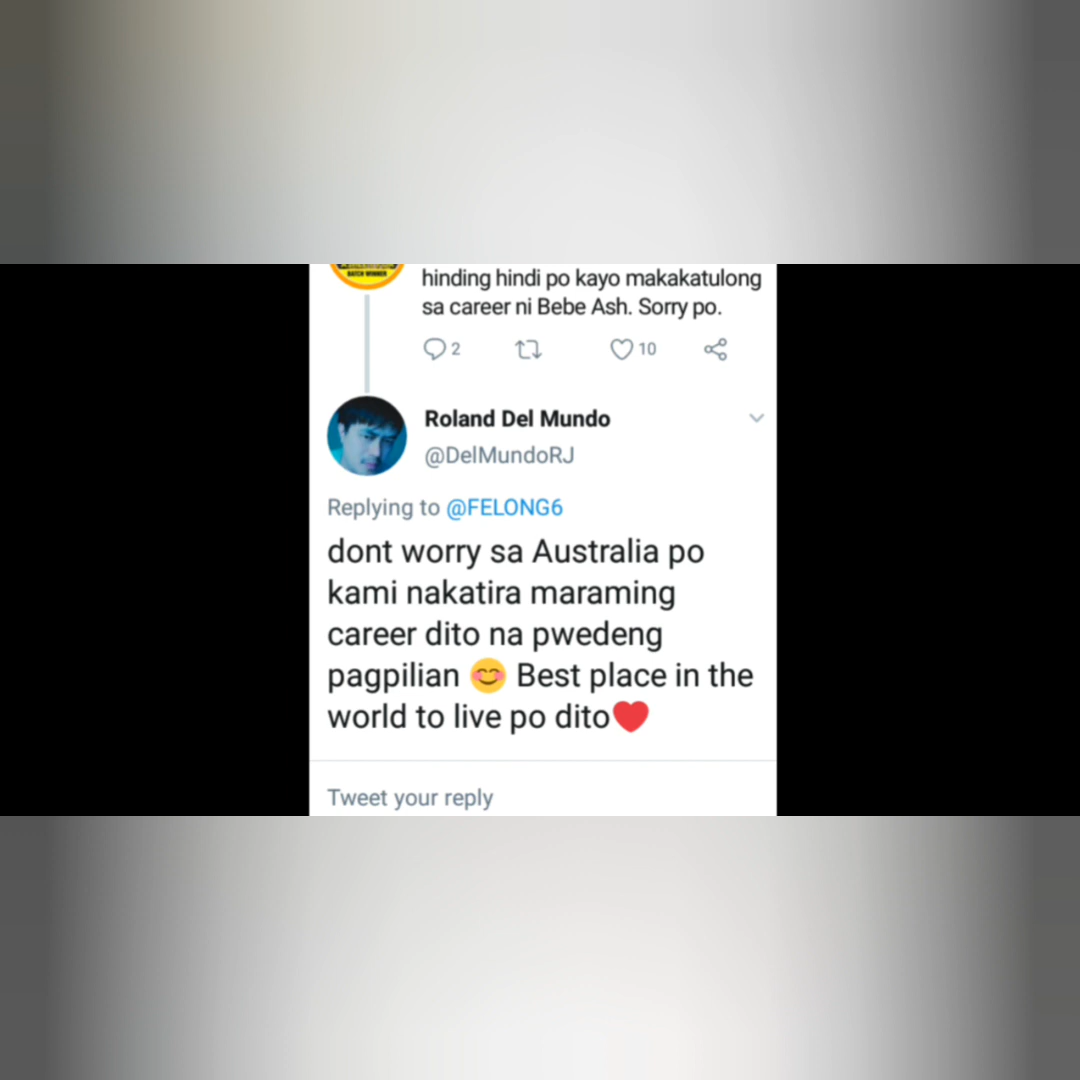 BATCH WINNER
hinding hindi po kayo makakatulong
sa career ni Bebe Ash. Sorry po.
2 10
Roland Del Mundo
@DelMundoRJ
Replying to @FELONG6
dont worry sa Australia po
kami nakatira maraming
career dito na pwedeng
pagpilian 😊 Best place in the
world to live po dito❤️
Tweet your reply